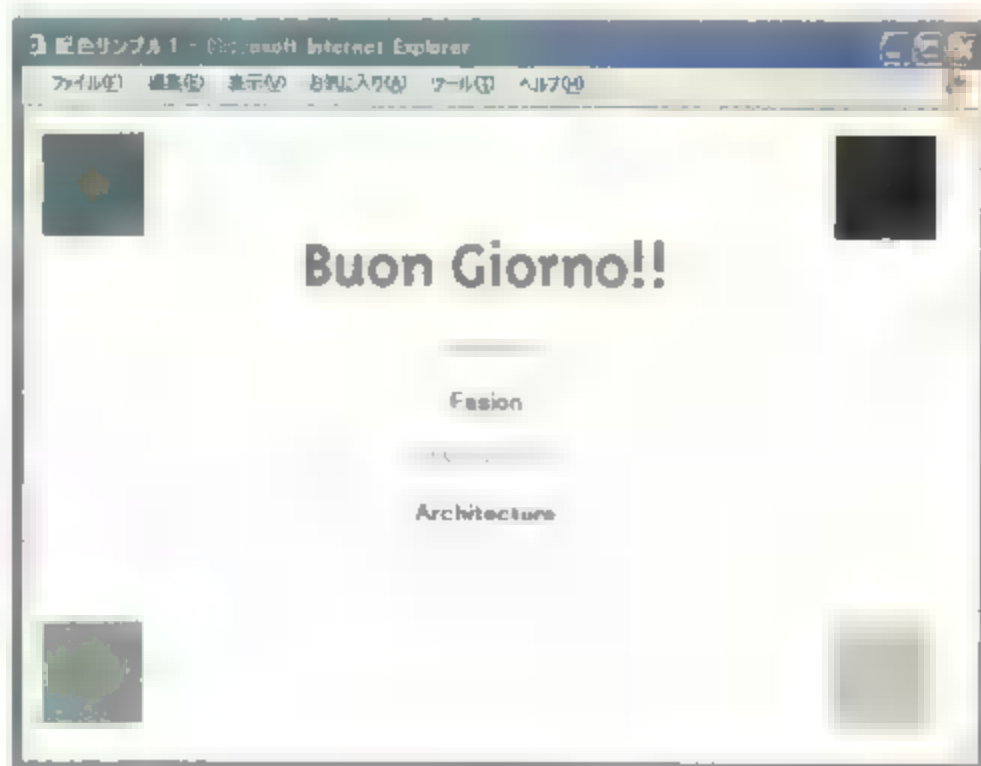 配色サンプル 1 - Microsoft Internet Explorer
ファイル(F) 編集(E) 表示(V) お気に入り(A) ツール(T) ヘルプ(H)
Buon Giorno!!
Fasion
Architecture